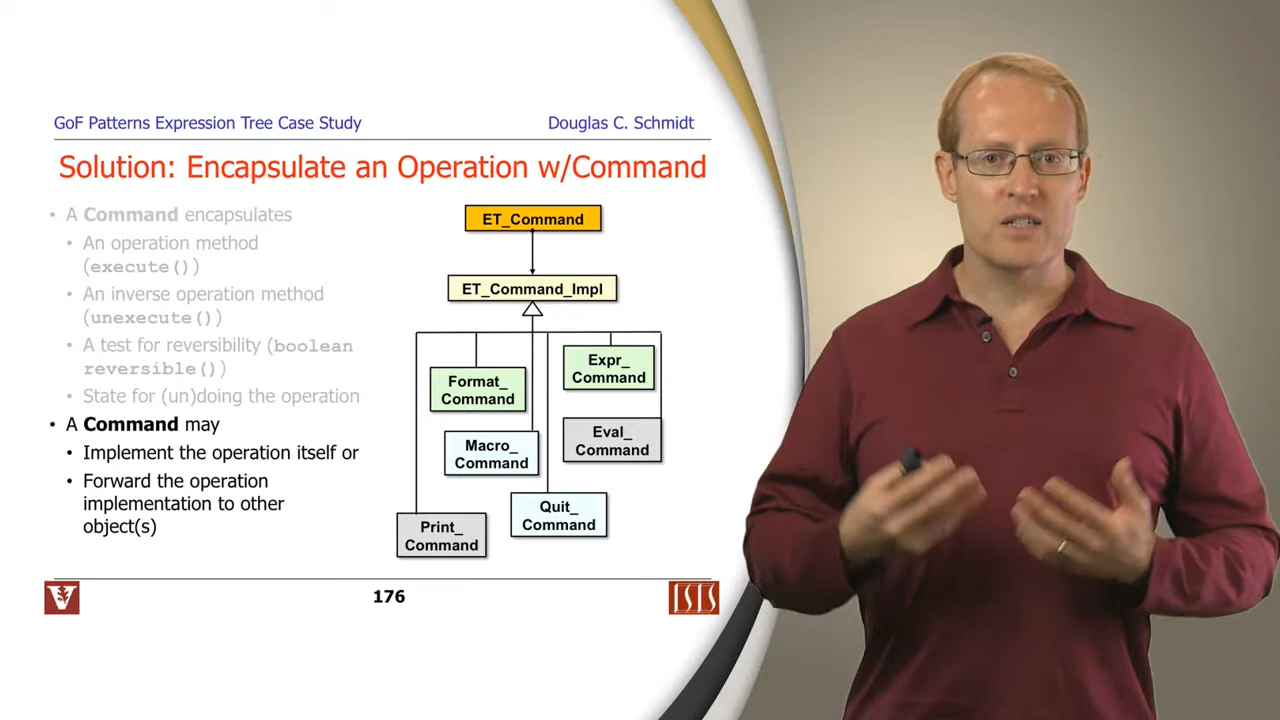 GoF Patterns Expression Tree Case Study
Douglas C. Schmidt
Solution: Encapsulate an Operation w/Command
• A Command encapsulates
• An operation method
(execute())
• An inverse operation method
(unexecute())
• A test for reversibility (boolean
reversible())
• State for (un)doing the operation
• A Command may
• Implement the operation itself or
• Forward the operation
implementation to other
object(s)
ET_Command
ET_Command_Impl
Format_
Command
Expr_
Command
Macro_
Command
Eval_
Command
Print_
Command
Quit_
Command
V
176
ISIS